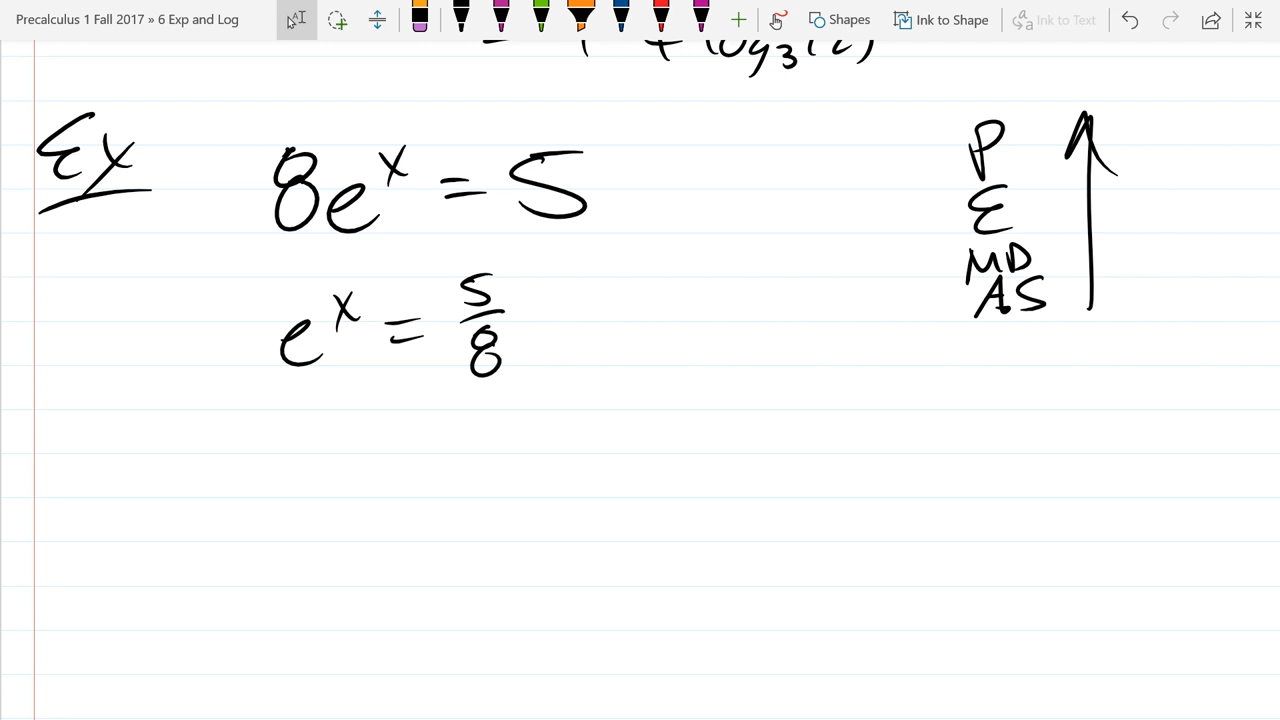 Precalculus 1 Fall 2017 » 6 Exp and Log
Shapes
Ink to Shape
Ink to Text
Ex
8e^x = 5
e^x = 5/8
P
E
MD
AS